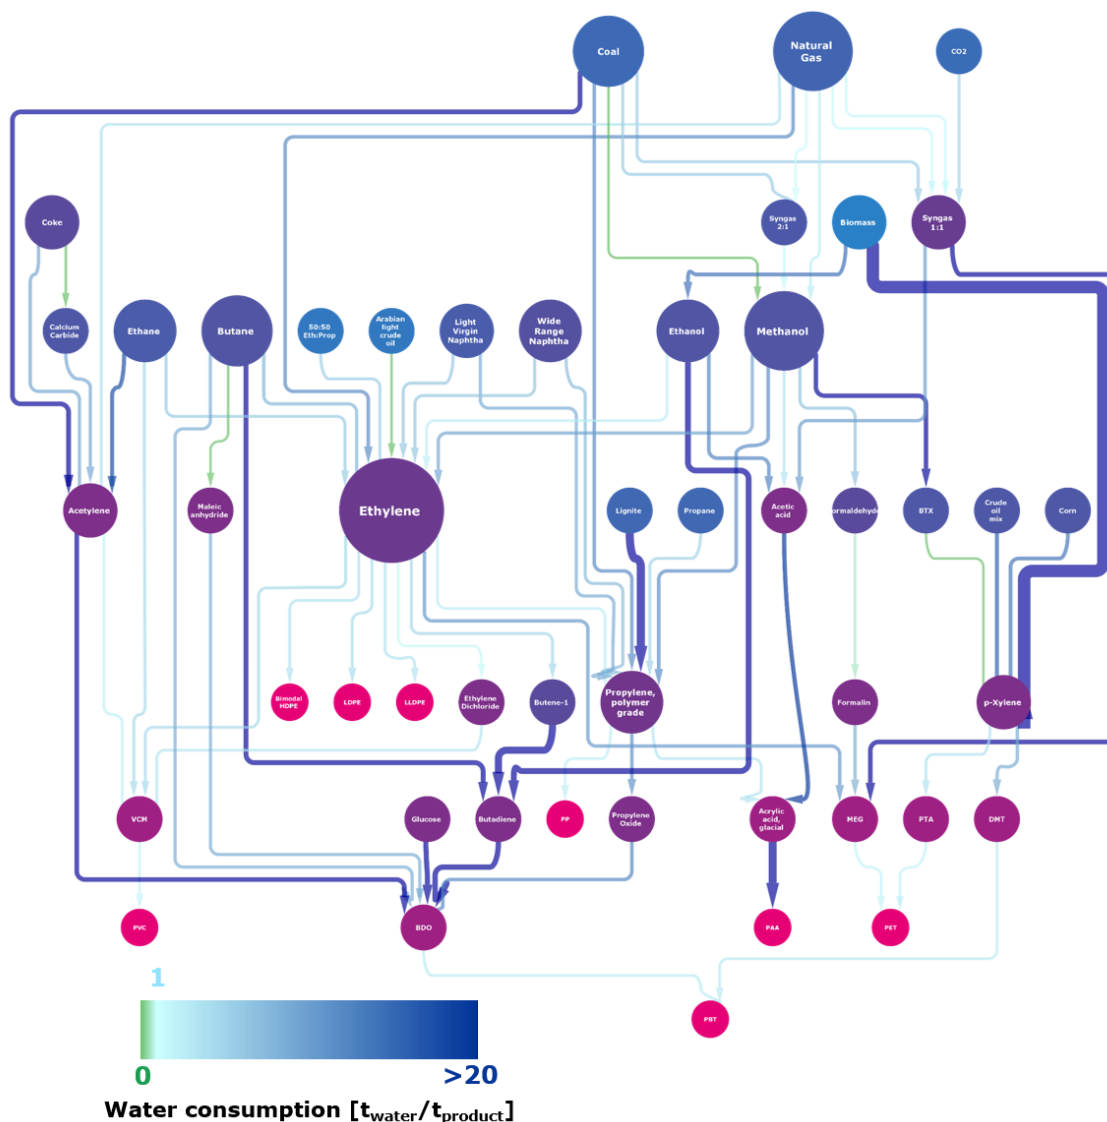 Coal
Natural
Gas
CO2
Coke
Syngas
2:1
Biomass
Syngas
1:1
Calcium
Carbide
Ethane
Butane
50:50
Eth:Prop
Arabian
light
crude
oil
Light
Virgin
Naphtha
Wide
Range
Naphtha
Ethanol
Methanol
Acetylene
Maleic
anhydride
Ethylene
Lignite
Propane
Acetic
acid
ormaldehyd
BTX
Crude
oil
mix
Corn
Bimodal
HDPE
LDPE
LLDPE
Ethylene
Dichloride
Butene-1
Propylene,
polymer
grade
Formalin
p-Xylene
VCM
Glucose
Butadiene
PP
Propylene
Oxide
Acrylic
acid,
glacial
MEG
PTA
DMT
PVC
BDO
PAA
PET
PBT
1
0
>20
Water consumption [t_water/t_product]